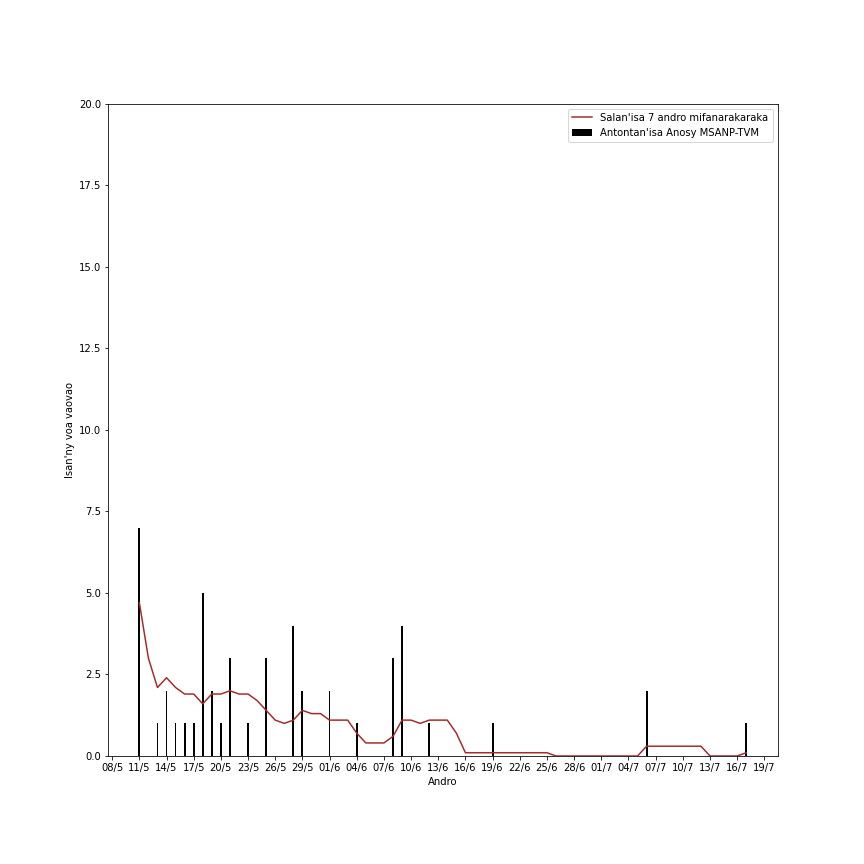 Salan'isa 7 andro mifanarakaraka
Antontan'isa Anosy MSANP-TVM
20.0
17.5
15.0
12.5
10.0
7.5
5.0
2.5
0.0
Isan'ny voa vaovao
08/5 11/5 14/5 17/5 20/5 23/5 26/5 29/5 01/6 04/6 07/6 10/6 13/6 16/6 19/6 22/6 25/6 28/6 01/7 04/7 07/7 10/7 13/7 16/7 19/7
Andro